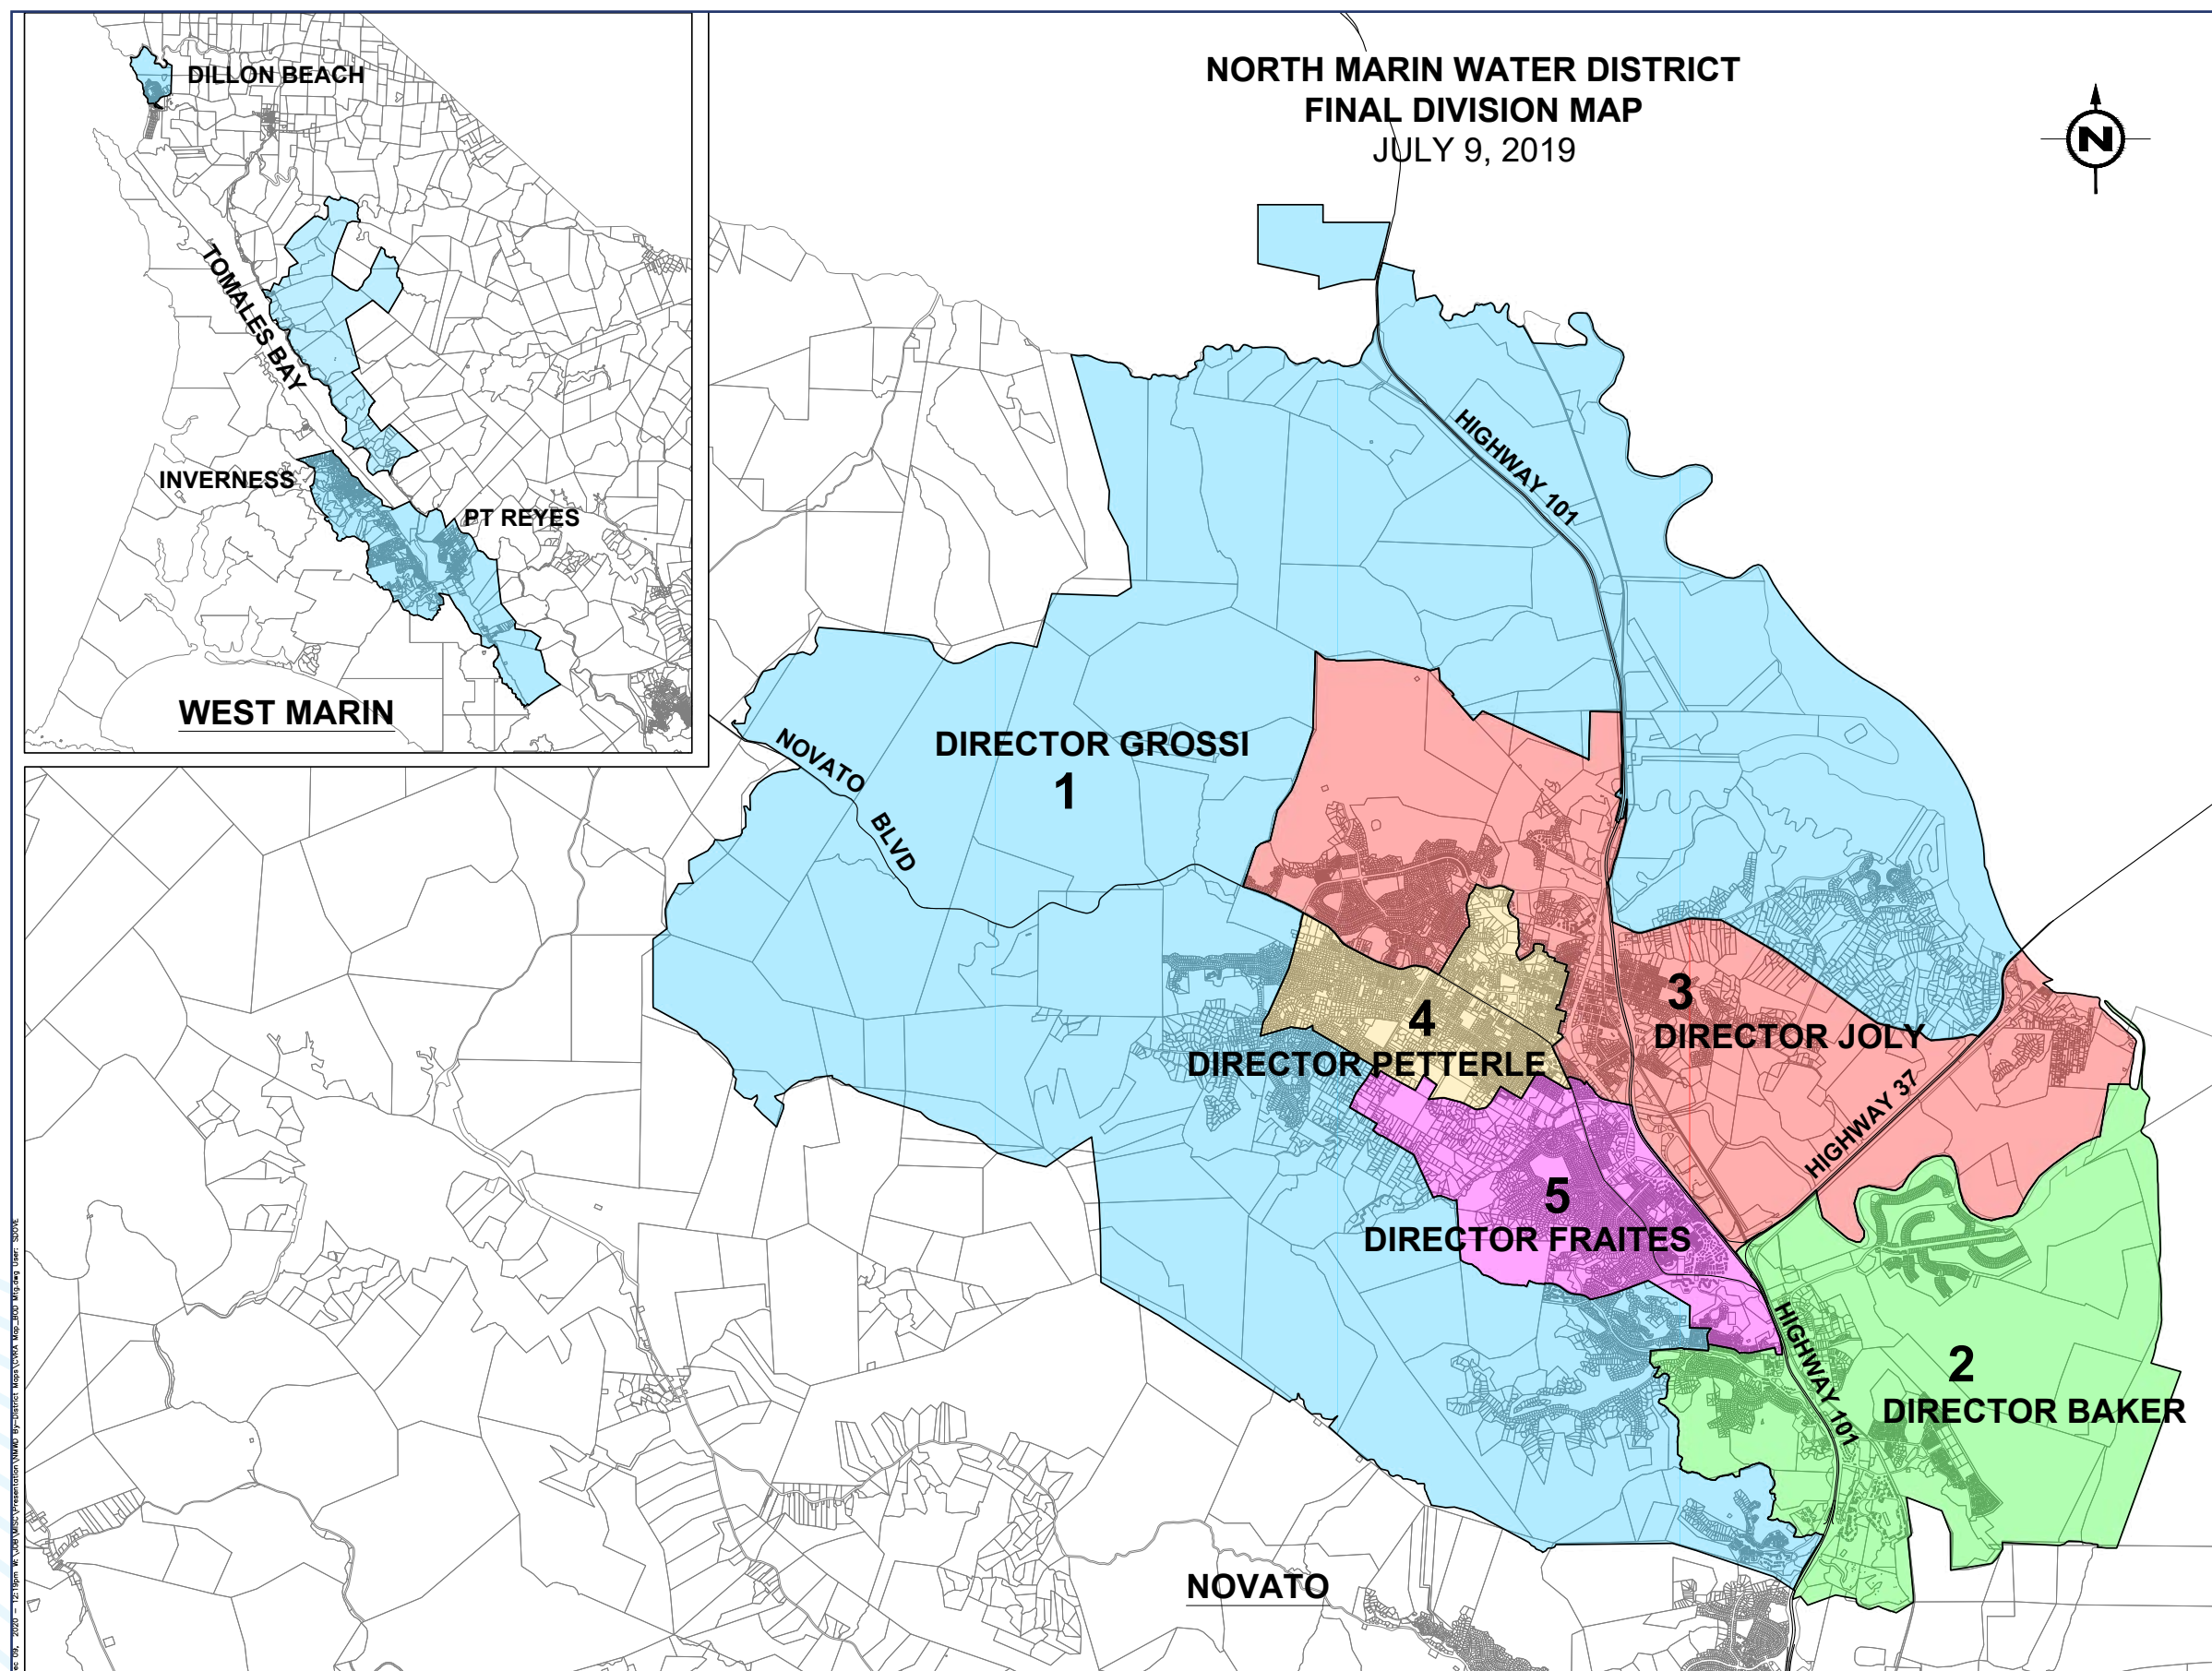 NORTH MARIN WATER DISTRICT
FINAL DIVISION MAP
JULY 9, 2019
N
DILLON BEACH
TOMALES BAY
INVERNESS
PT REYES
WEST MARIN
HIGHWAY 101
DIRECTOR GROSSI
1
NOVATO
BLVD
3
DIRECTOR JOLY
4
DIRECTOR PETTERLE
HIGHWAY 37
5
DIRECTOR FRAITES
HIGHWAY 101
2
DIRECTOR BAKER
NOVATO